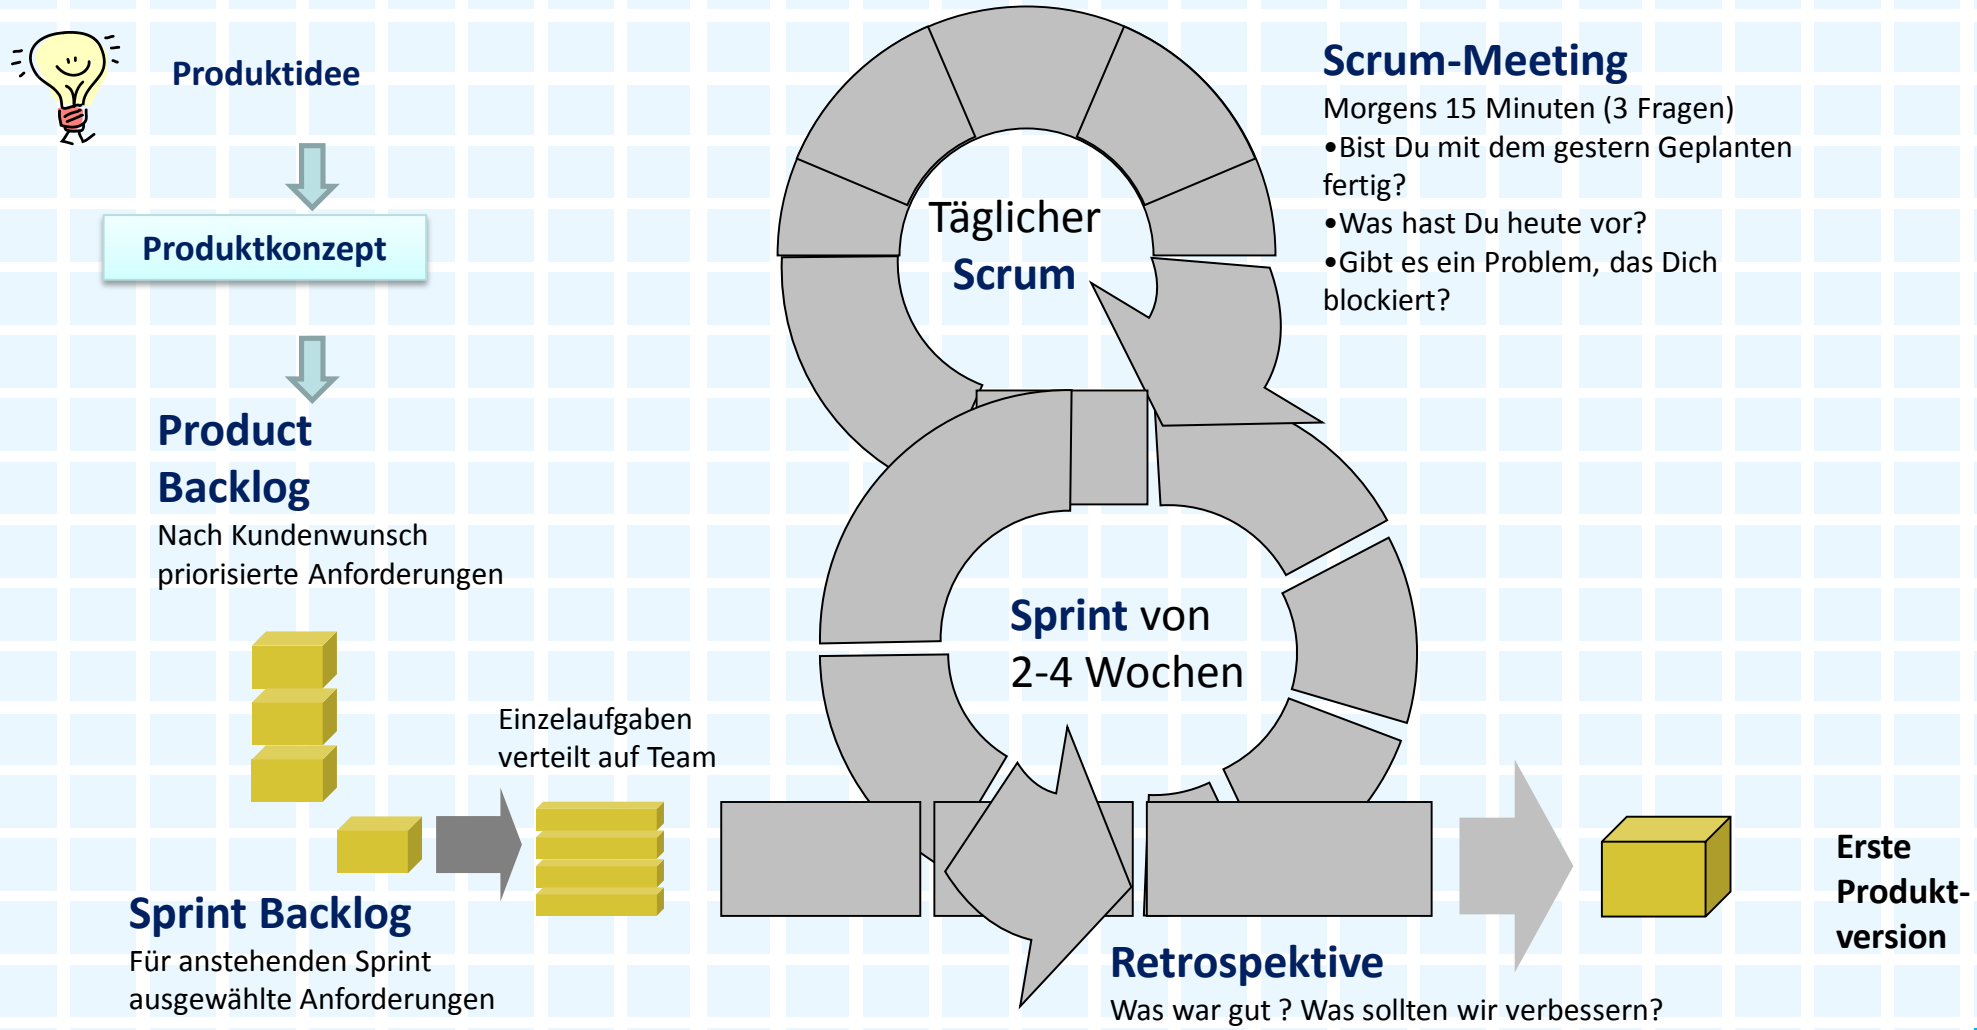 Produktidee
Produktkonzept
Product
Backlog
Nach Kundenwunsch
priorisierte Anforderungen
Einzelaufgaben
verteilt auf Team
Sprint Backlog
Für anstehenden Sprint
ausgewählte Anforderungen
Täglicher
Scrum
Sprint von
2-4 Wochen
Scrum-Meeting
Morgens 15 Minuten (3 Fragen)
•Bist Du mit dem gestern Geplanten
fertig?
•Was hast Du heute vor?
•Gibt es ein Problem, das Dich
blockiert?
Retrospektive
Was war gut ? Was sollten wir verbessern?
Erste
Produkt-
version